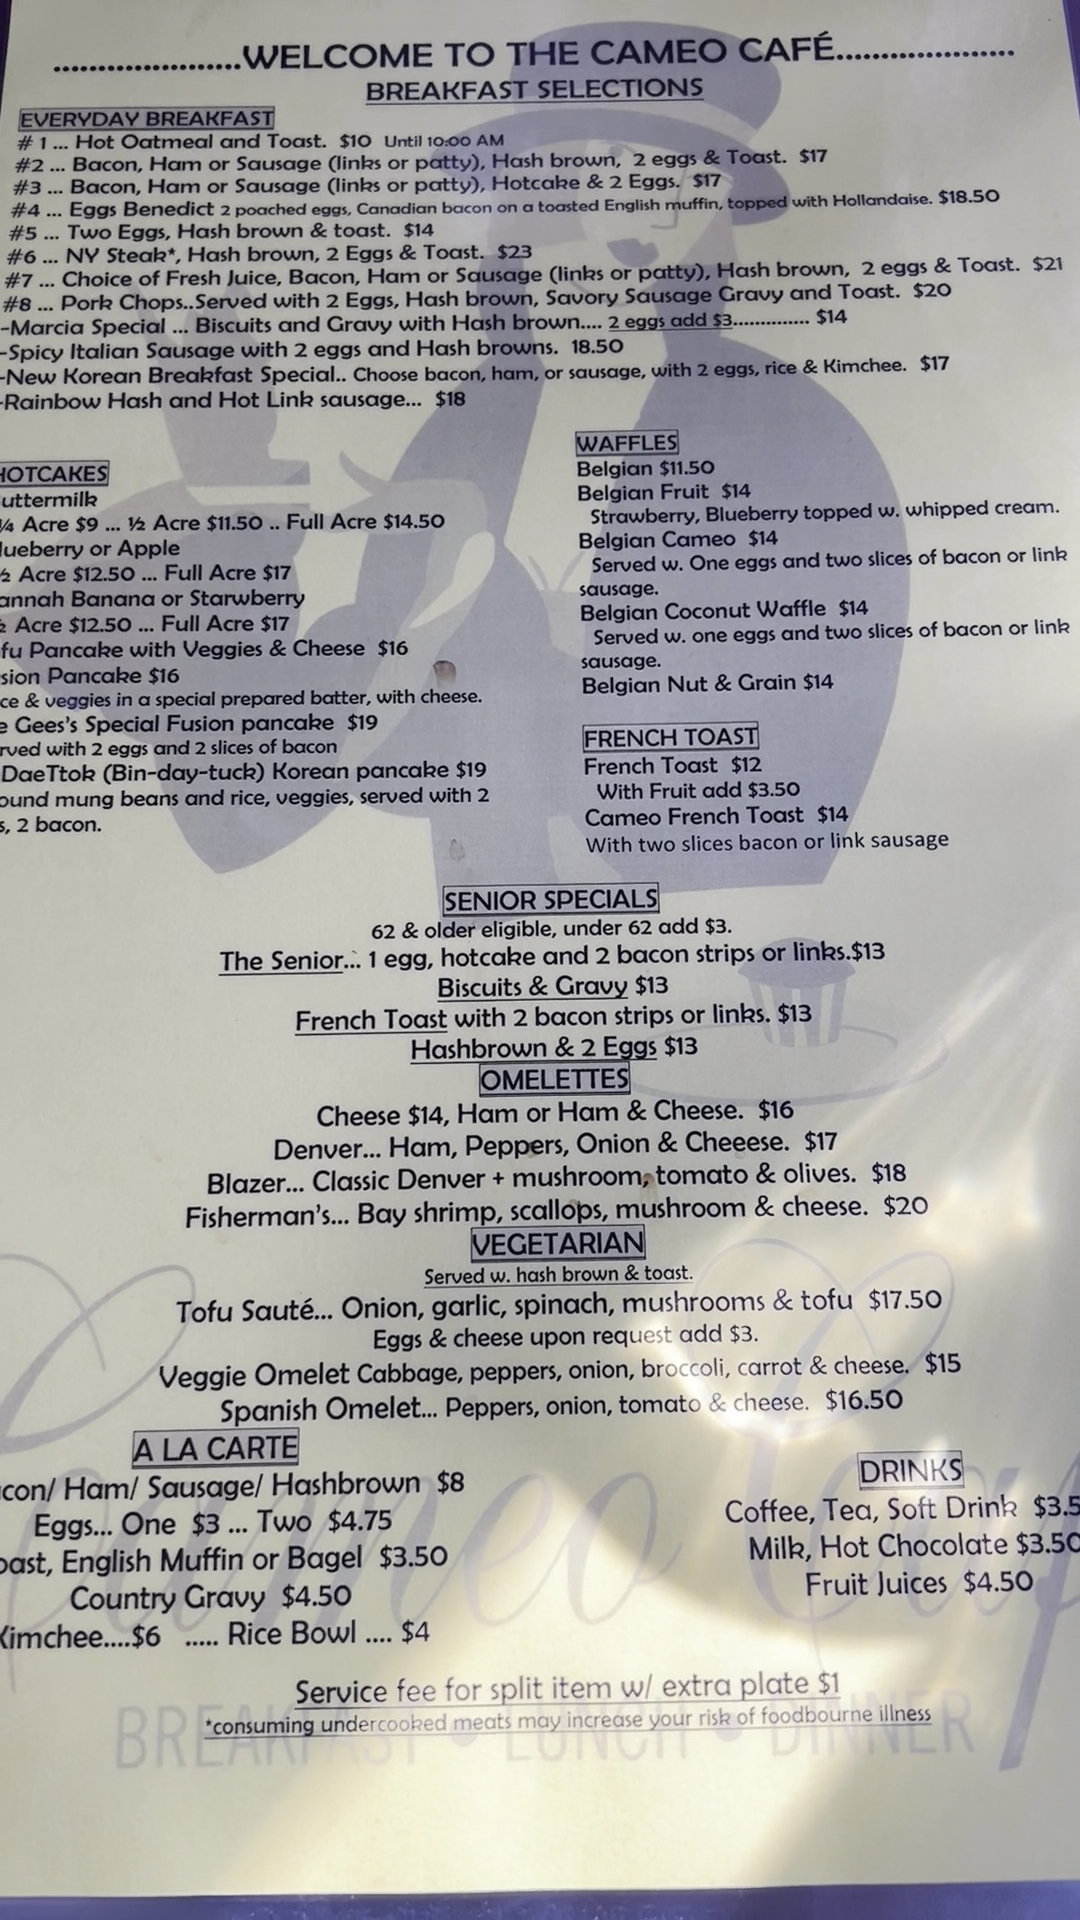 .....................WELCOME TO THE CAMEO CAFÉ....................
BREAKFAST SELECTIONS
EVERYDAY BREAKFAST
# 1 ... Hot Oatmeal and Toast. $10 Until 10:00 AM
#2 ... Bacon, Ham or Sausage (links or patty), Hash brown, 2 eggs & Toast. $17
#3 ... Bacon, Ham or Sausage (links or patty), Hotcake & 2 Eggs. $17
#4 ... Eggs Benedict 2 poached eggs, Canadian bacon on a toasted English muffin, topped with Hollandaise. $18.50
#5 ... Two Eggs, Hash brown & toast. $14
#6 ... NY Steak*, Hash brown, 2 Eggs & Toast. $23
#7 ... Choice of Fresh Juice, Bacon, Ham or Sausage (links or patty), Hash brown, 2 eggs & Toast. $21
#8 ... Pork Chops..Served with 2 Eggs, Hash brown, Savory Sausage Gravy and Toast. $20
-Marcia Special ... Biscuits and Gravy with Hash brown.... 2 eggs add $3.............. $14
-Spicy Italian Sausage with 2 eggs and Hash browns. 18.50
-New Korean Breakfast Special.. Choose bacon, ham, or sausage, with 2 eggs, rice & Kimchee. $17
-Rainbow Hash and Hot Link sausage... $18
HOTCAKES
uttermilk
¼ Acre $9 ... ½ Acre $11.50 .. Full Acre $14.50
lueberry or Apple
½ Acre $12.50 ... Full Acre $17
annah Banana or Starwberry
½ Acre $12.50 ... Full Acre $17
fu Pancake with Veggies & Cheese $16
sion Pancake $16
ce & veggies in a special prepared batter, with cheese.
e Gees's Special Fusion pancake $19
rved with 2 eggs and 2 slices of bacon
DaeTtok (Bin-day-tuck) Korean pancake $19
ound mung beans and rice, veggies, served with 2
s, 2 bacon.
WAFFLES
Belgian $11.50
Belgian Fruit $14
Strawberry, Blueberry topped w. whipped cream.
Belgian Cameo $14
Served w. One eggs and two slices of bacon or link
sausage.
Belgian Coconut Waffle $14
Served w. one eggs and two slices of bacon or link
sausage.
Belgian Nut & Grain $14
FRENCH TOAST
French Toast $12
With Fruit add $3.50
Cameo French Toast $14
With two slices bacon or link sausage
SENIOR SPECIALS
62 & older eligible, under 62 add $3.
The Senior... 1 egg, hotcake and 2 bacon strips or links.$13
Biscuits & Gravy $13
French Toast with 2 bacon strips or links. $13
Hashbrown & 2 Eggs $13
OMELETTES
Cheese $14, Ham or Ham & Cheese. $16
Denver... Ham, Peppers, Onion & Cheeese. $17
Blazer... Classic Denver + mushroom, tomato & olives. $18
Fisherman's... Bay shrimp, scallops, mushroom & cheese. $20
VEGETARIAN
Served w. hash brown & toast.
Tofu Sauté... Onion, garlic, spinach, mushrooms & tofu $17.50
Eggs & cheese upon request add $3.
Veggie Omelet Cabbage, peppers, onion, broccoli, carrot & cheese. $15
Spanish Omelet... Peppers, onion, tomato & cheese. $16.50
A LA CARTE
con/ Ham/ Sausage/ Hashbrown $8
Eggs... One $3 ... Two $4.75
oast, English Muffin or Bagel $3.50
Country Gravy $4.50
Kimchee....$6 ..... Rice Bowl .... $4
DRINKS
Coffee, Tea, Soft Drink $3.5
Milk, Hot Chocolate $3.50
Fruit Juices $4.50
Service fee for split item w/ extra plate $1
*consuming undercooked meats may increase your risk of foodbourne illness
BREAKFAST • LUNCH • DINNER